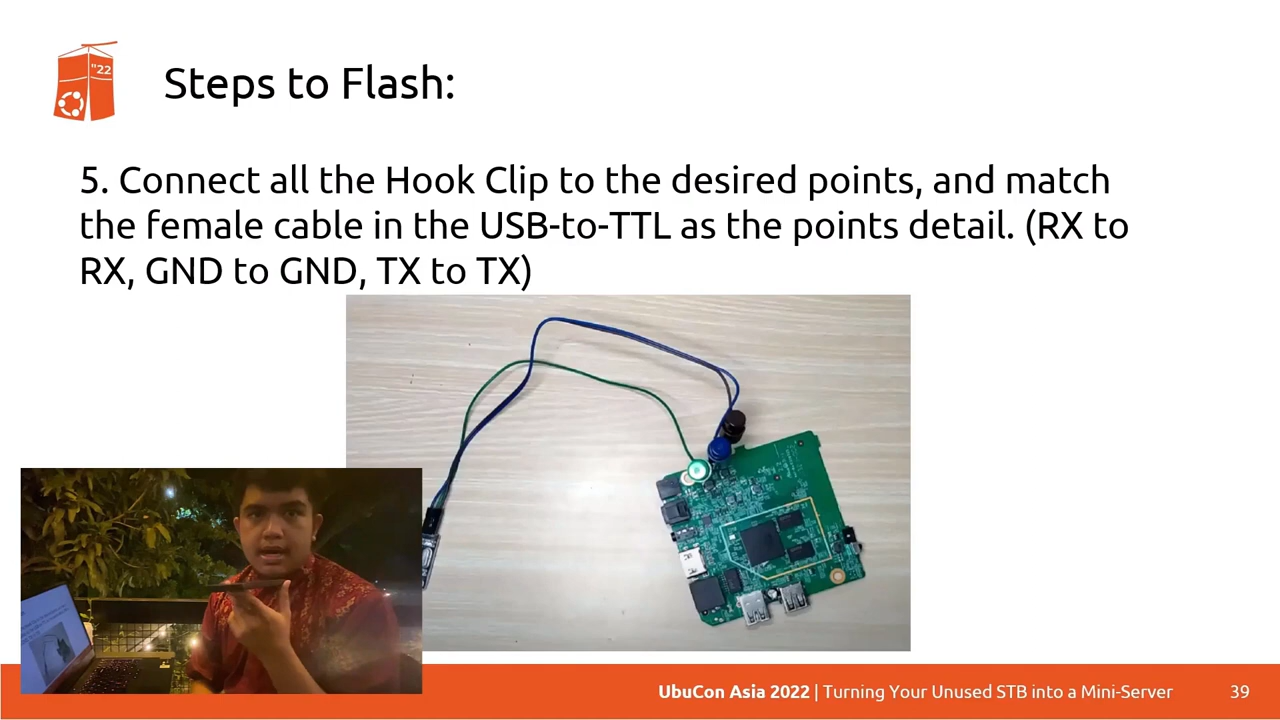 "22
Steps to Flash:
5. Connect all the Hook Clip to the desired points, and match
the female cable in the USB-to-TTL as the points detail. (RX to
RX, GND to GND, TX to TX)
UbuCon Asia 2022 | Turning Your Unused STB into a Mini-Server
39